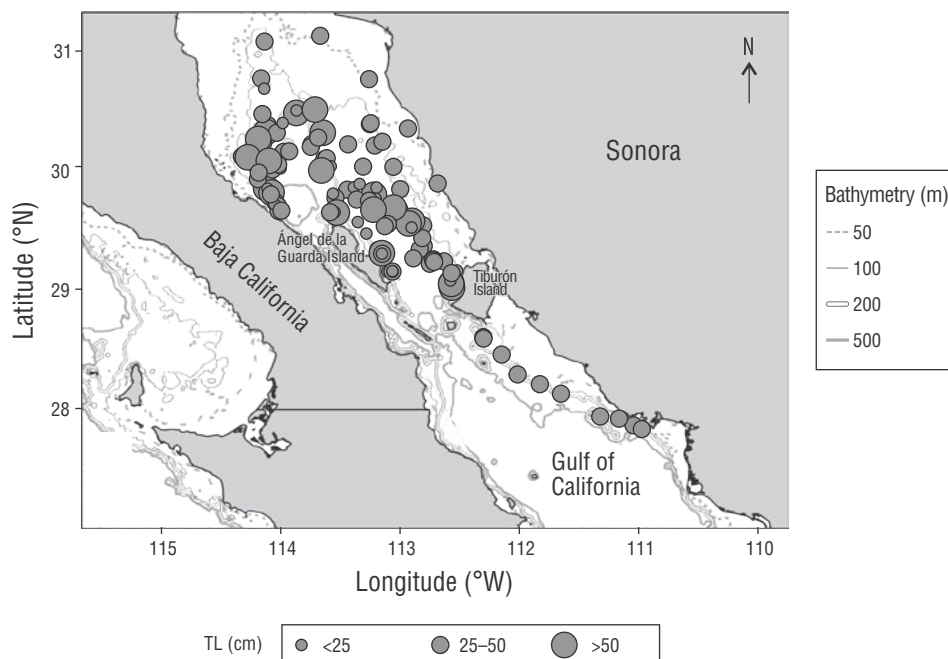 31
30
29
28
Latitude (°N)
N
Sonora
Baja California
Ángel de la
Guarda Island
Tiburón
Island
Gulf of
California
115
114
113
112
111
110
Longitude (°W)
Bathymetry (m)
50
100
200
500
TL (cm)
<25
25–50
>50